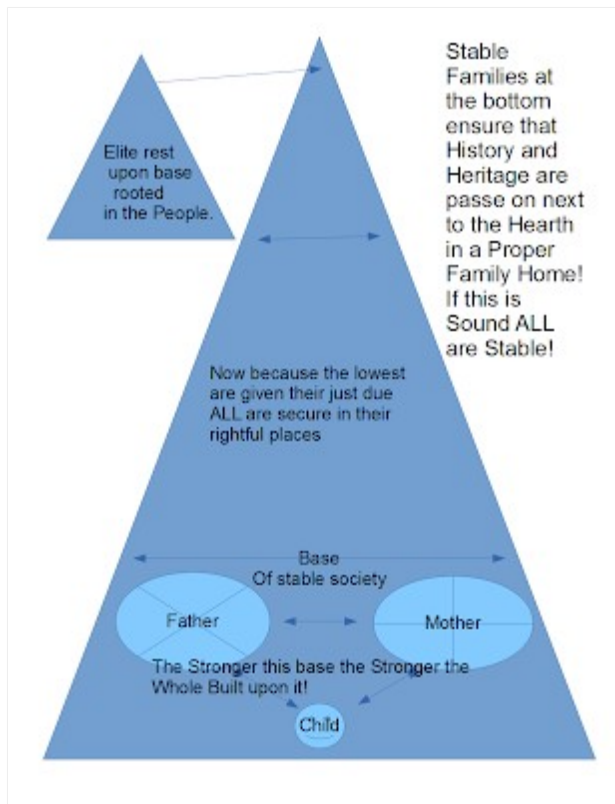 Stable
Families at
the bottom
ensure that
History and
Heritage are
passe on next
to the Hearth
in a Proper
Family Home!
If this is
Sound ALL
are Stable!
Elite rest
upon base
rooted
in the People.
Now because the lowest
are given their just due
ALL are secure in their
rightful places
Base
Of stable society
Father
Mother
The Stronger this base the Stronger the
Whole Built upon it!
Child